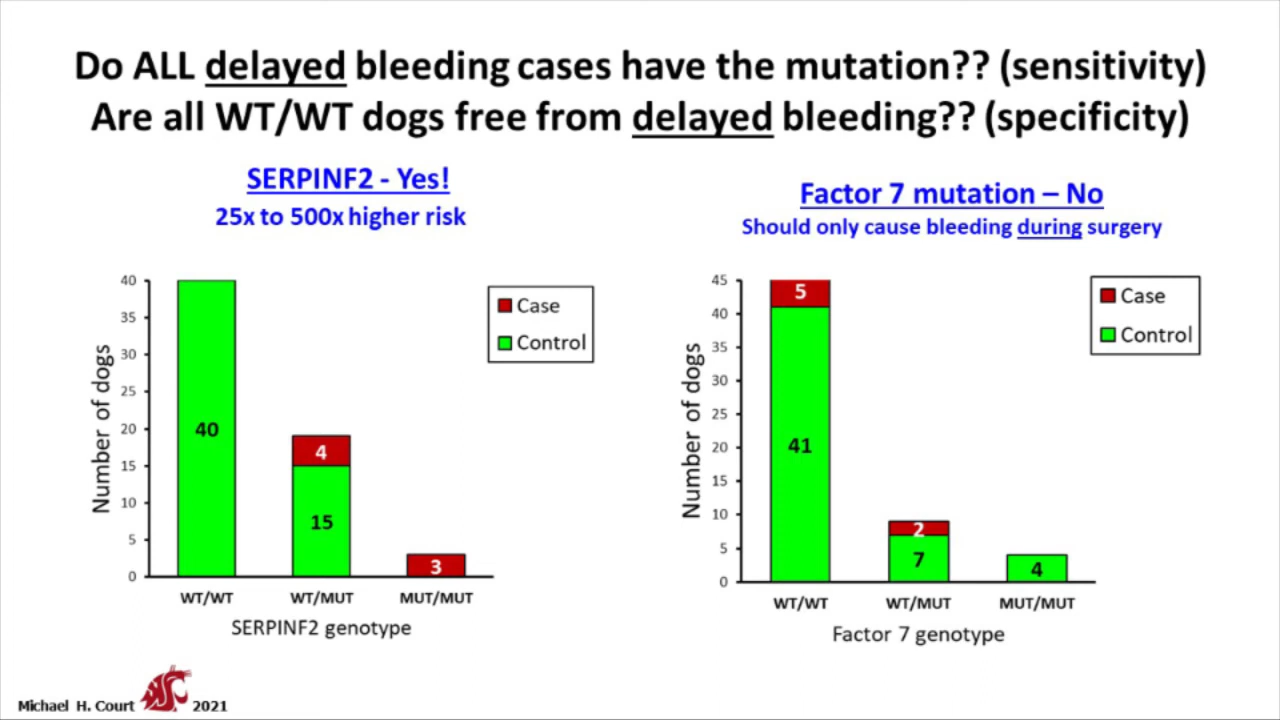 Do ALL delayed bleeding cases have the mutation?? (sensitivity)
Are all WT/WT dogs free from delayed bleeding?? (specificity)
SERPINF2 - Yes!
25x to 500x higher risk
Number of dogs
40
35
30
25
20
15
10
5
0
40
4
15
3
WT/WT
WT/MUT
MUT/MUT
SERPINF2 genotype
Case
Control
Factor 7 mutation – No
Should only cause bleeding during surgery
Number of dogs
45
40
35
30
25
20
15
10
5
0
5
41
2
7
4
WT/WT
WT/MUT
MUT/MUT
Factor 7 genotype
Case
Control
Michael H. Court 2021